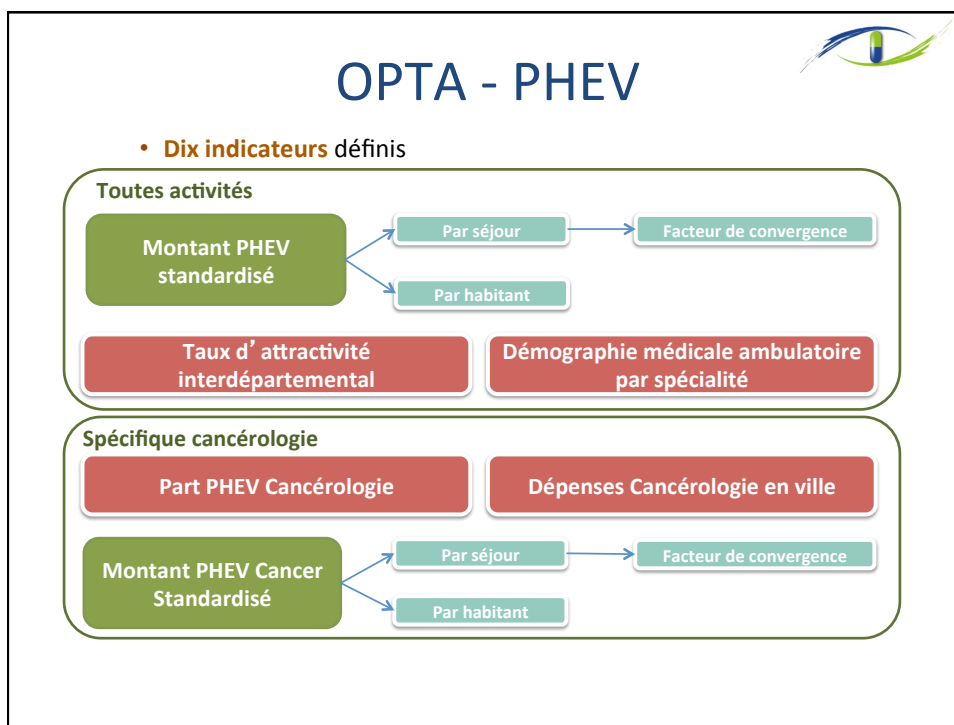 OPTA - PHEV
• Dix indicateurs définis
Toutes activités
Montant PHEV
standardisé
Par séjour
Facteur de convergence
Par habitant
Taux d’ attractivité
interdépartemental
Démographie médicale ambulatoire
par spécialité
Spécifique cancérologie
Part PHEV Cancérologie
Dépenses Cancérologie en ville
Montant PHEV Cancer
Standardisé
Par séjour
Facteur de convergence
Par habitant